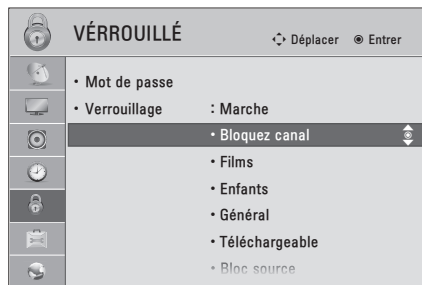 VÉRROUILLÉ
Déplacer Entrer
• Mot de passe
• Verrouillage : Marche
• Bloquez canal
• Films
• Enfants
• Général
• Téléchargeable
• Bloc source